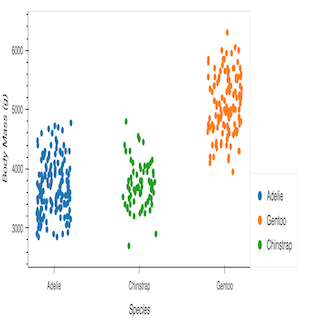 Body Mass (g)
6000
5000
4000
3000
Adelie
Chinstrap
Gentoo
Species
Adelie
Gentoo
Chinstrap